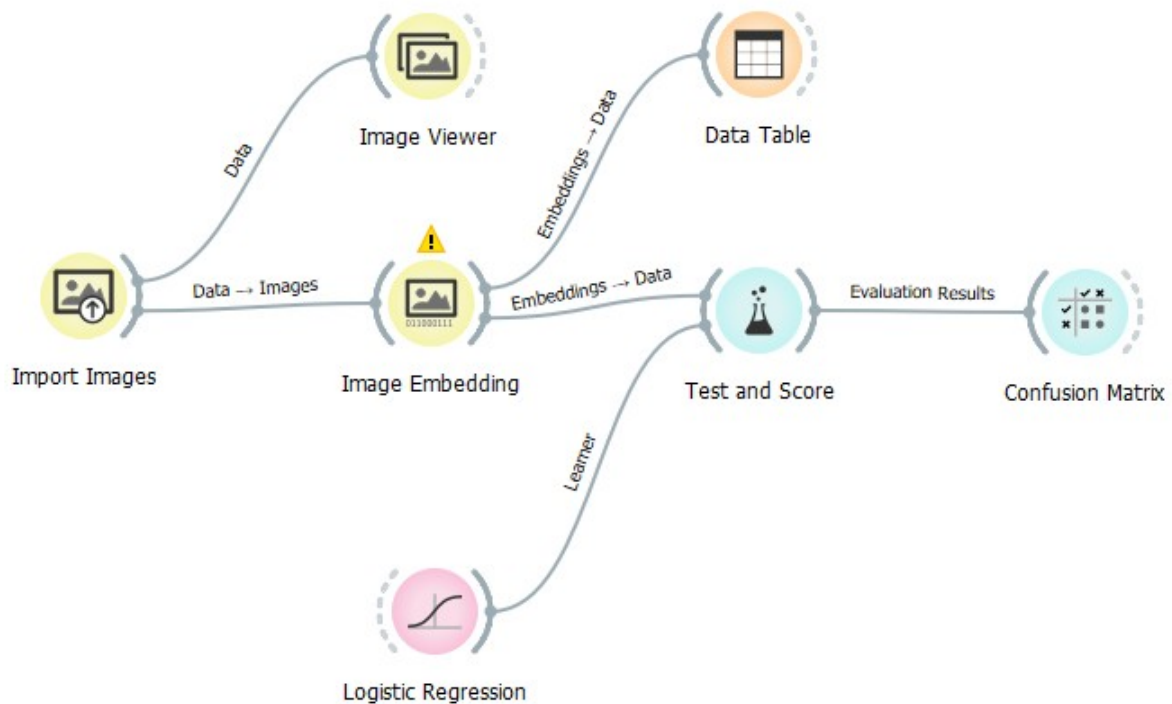 Image Viewer
Data Table
Data
Embeddings → Data
!
Data → Images
Embeddings → Data
Evaluation Results
011000111
Import Images
Image Embedding
Test and Score
Confusion Matrix
Learner
Logistic Regression